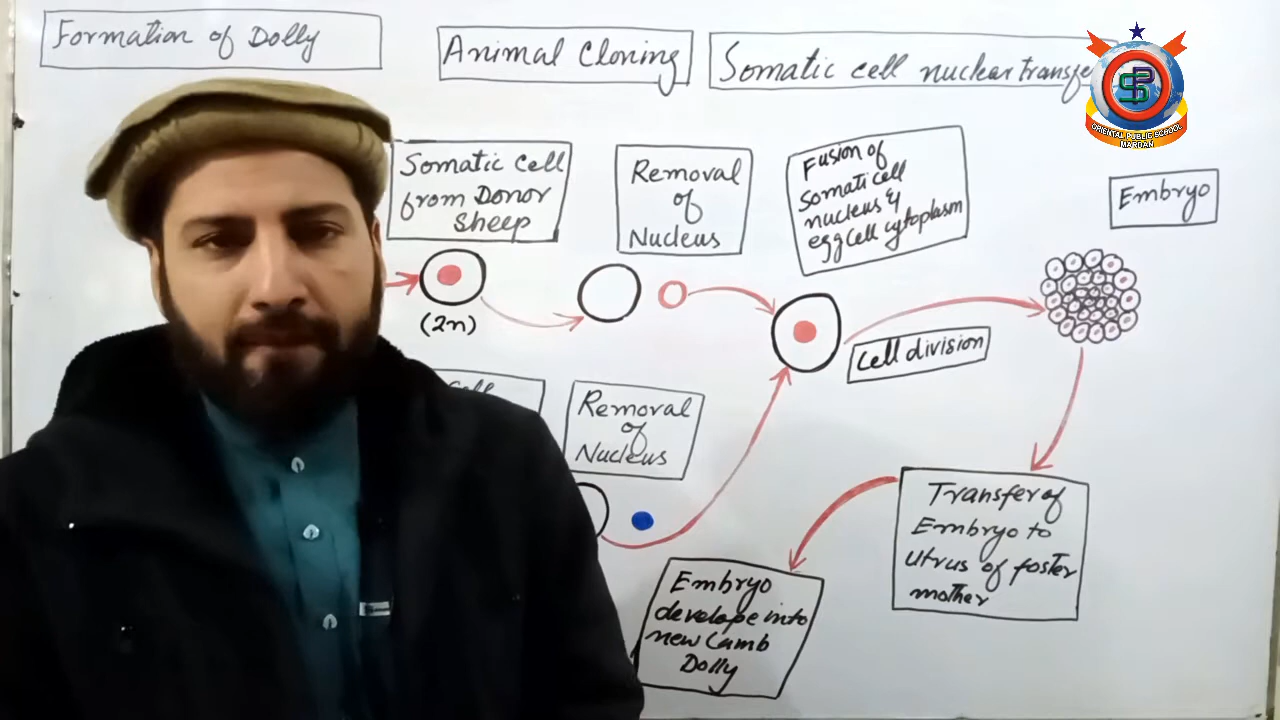 Formation of Dolly
Animal Cloning
Somatic cell nuclear transfe
ORIENTAL PUBLIC SCHOOL
MARDAN
Somatic Cell
from Donor
Sheep
(2n)
Removal
of
Nucleus
Fusion of
Somati cell
nucleus &
egg cell cytoplasm
Embryo
Cell division
Cell
Removal
of
Nucleus
Transfer of
Embryo to
Utrus of foster
mother
Embryo
develope into
new Lamb
Dolly